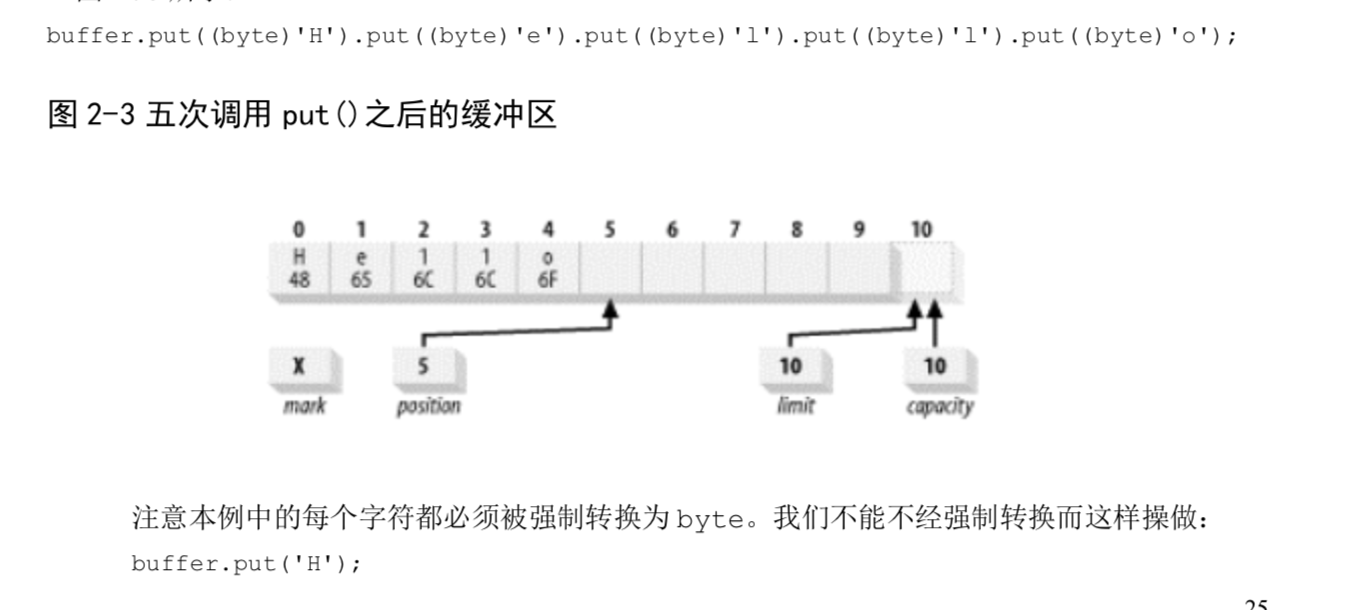 buffer.put((byte)'H').put((byte)'e').put((byte)'l').put((byte)'l').put((byte)'o');
图 2-3 五次调用 put()之后的缓冲区
0 1 2 3 4 5 6 7 8 9 10
H e l l o
48 65 6C 6C 6F
X 5 10 10
mark position limit capacity
注意本例中的每个字符都必须被强制转换为 byte。我们不能不经强制转换而这样操做：
buffer.put('H');
25